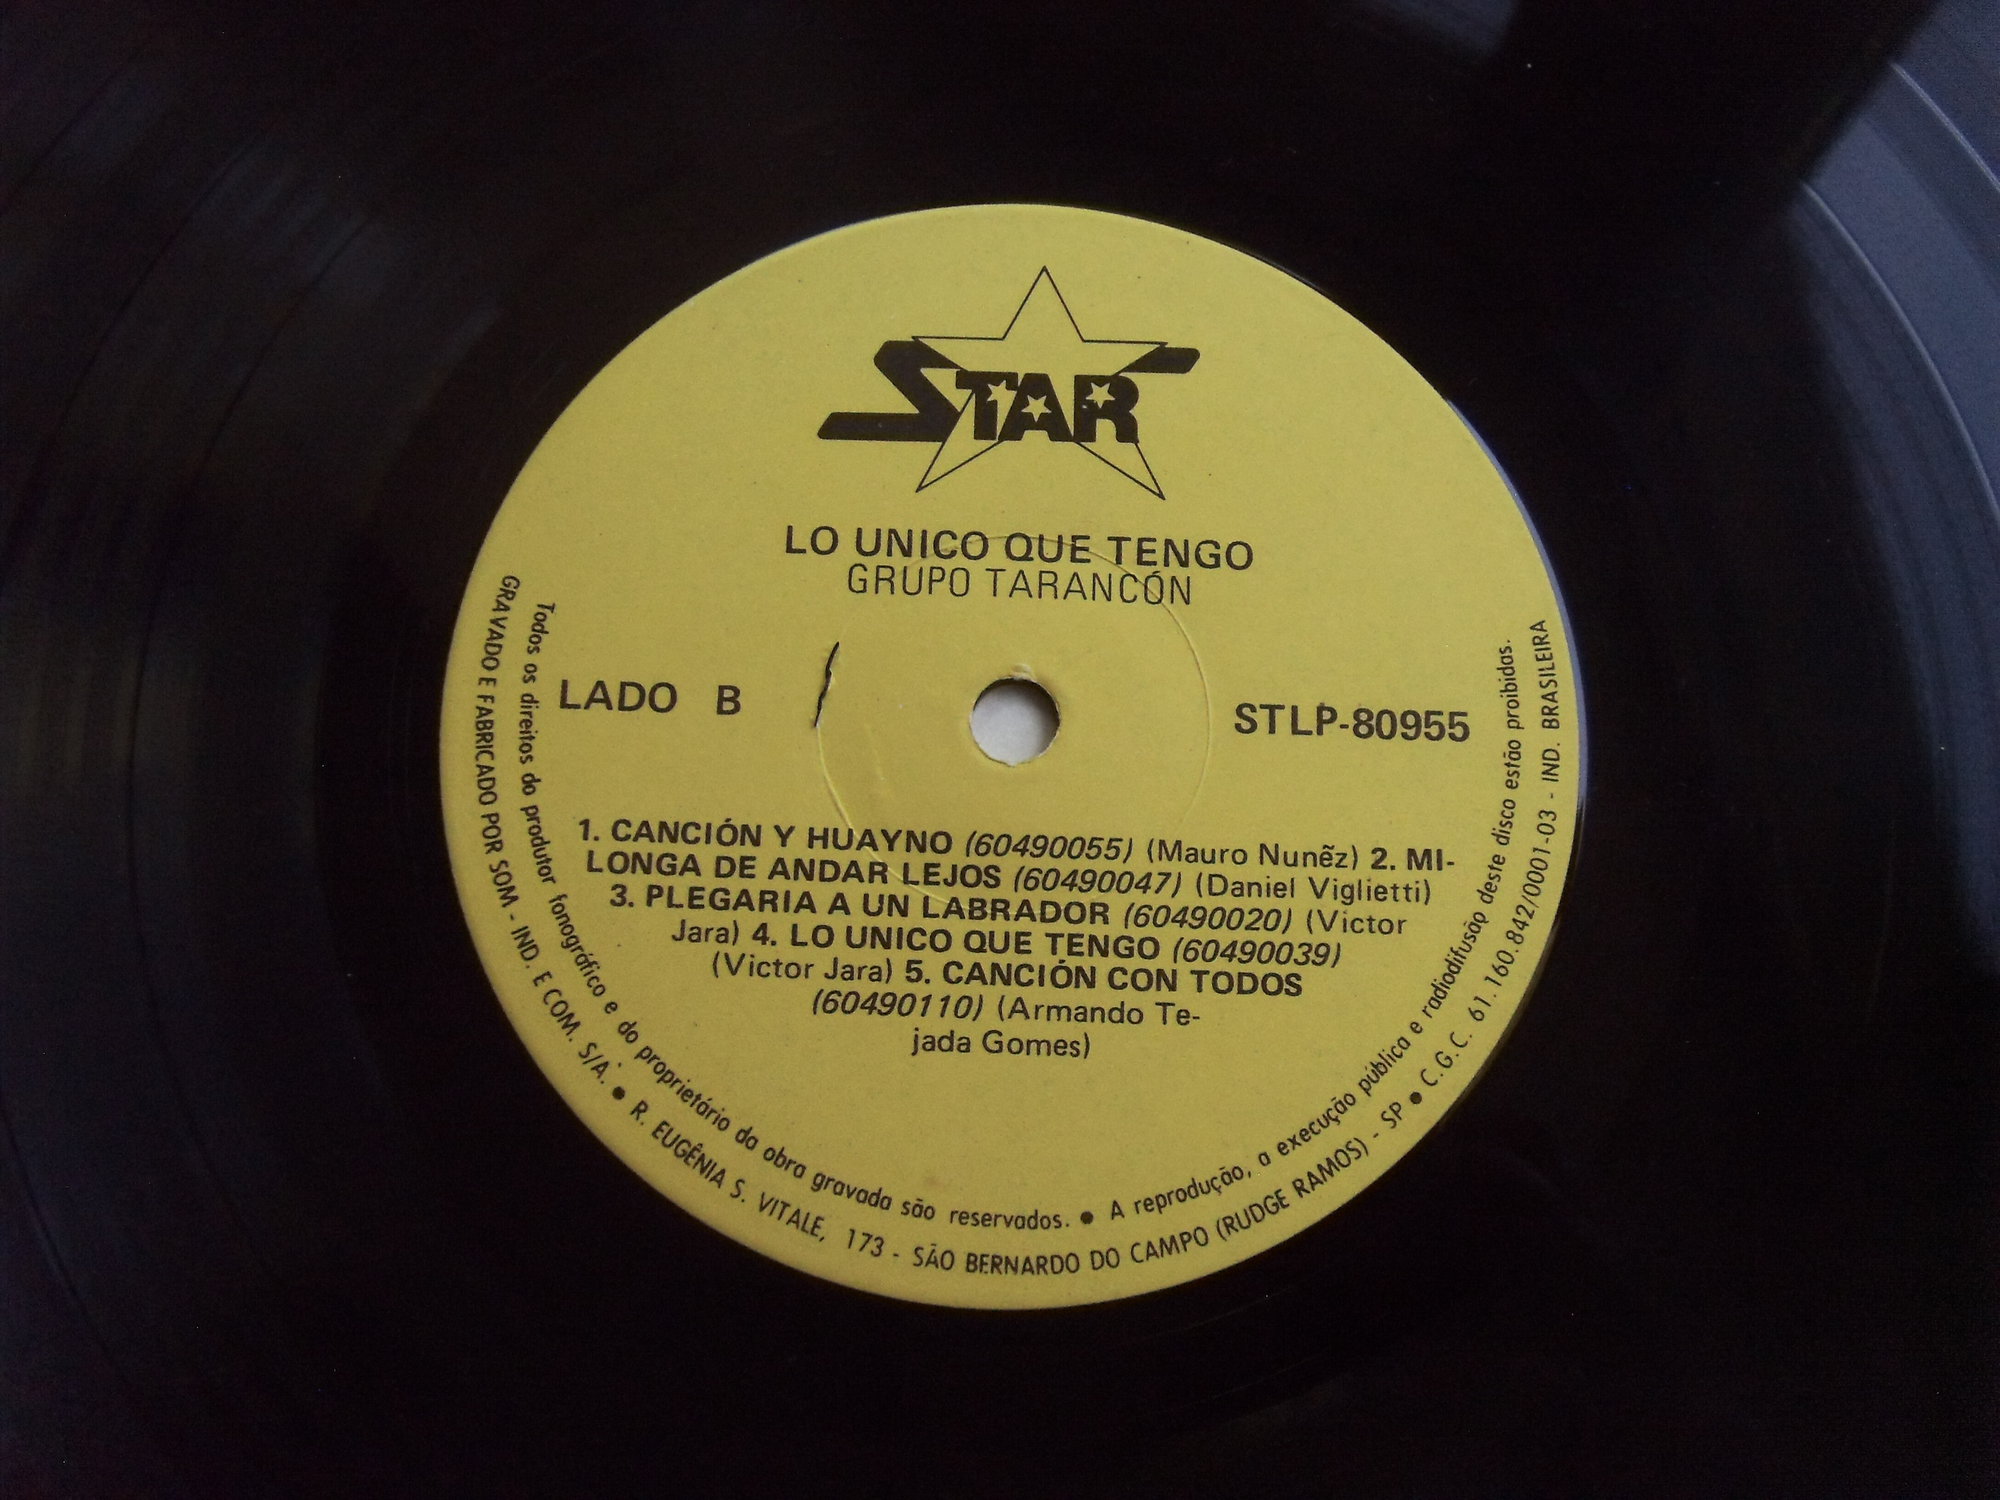 STAR
LO UNICO QUE TENGO
GRUPO TARANCÓN
LADO B
STLP-80955
1. CANCIÓN Y HUAYNO (60490055) (Mauro Nunẽz) 2. MI-
LONGA DE ANDAR LEJOS (60490047) (Daniel Viglietti)
3. PLEGARIA A UN LABRADOR (60490020) (Victor
Jara) 4. LO UNICO QUE TENGO (60490039)
(Victor Jara) 5. CANCIÓN CON TODOS
(60490110) (Armando Te-
jada Gomes)
Todos os direitos do produtor fonográfico e do proprietário da obra gravada são reservados. ● A reprodução, a execução pública e radiodifusão deste disco estão proibidas.
GRAVADO E FABRICADO POR SOM - IND. E COM. S/A. ● R. EUGÊNIA S. VITALE, 173 - SÃO BERNARDO DO CAMPO (RUDGE RAMOS) - SP ● C.G.C. 61.160.842/0001-03 - IND. BRASILEIRA